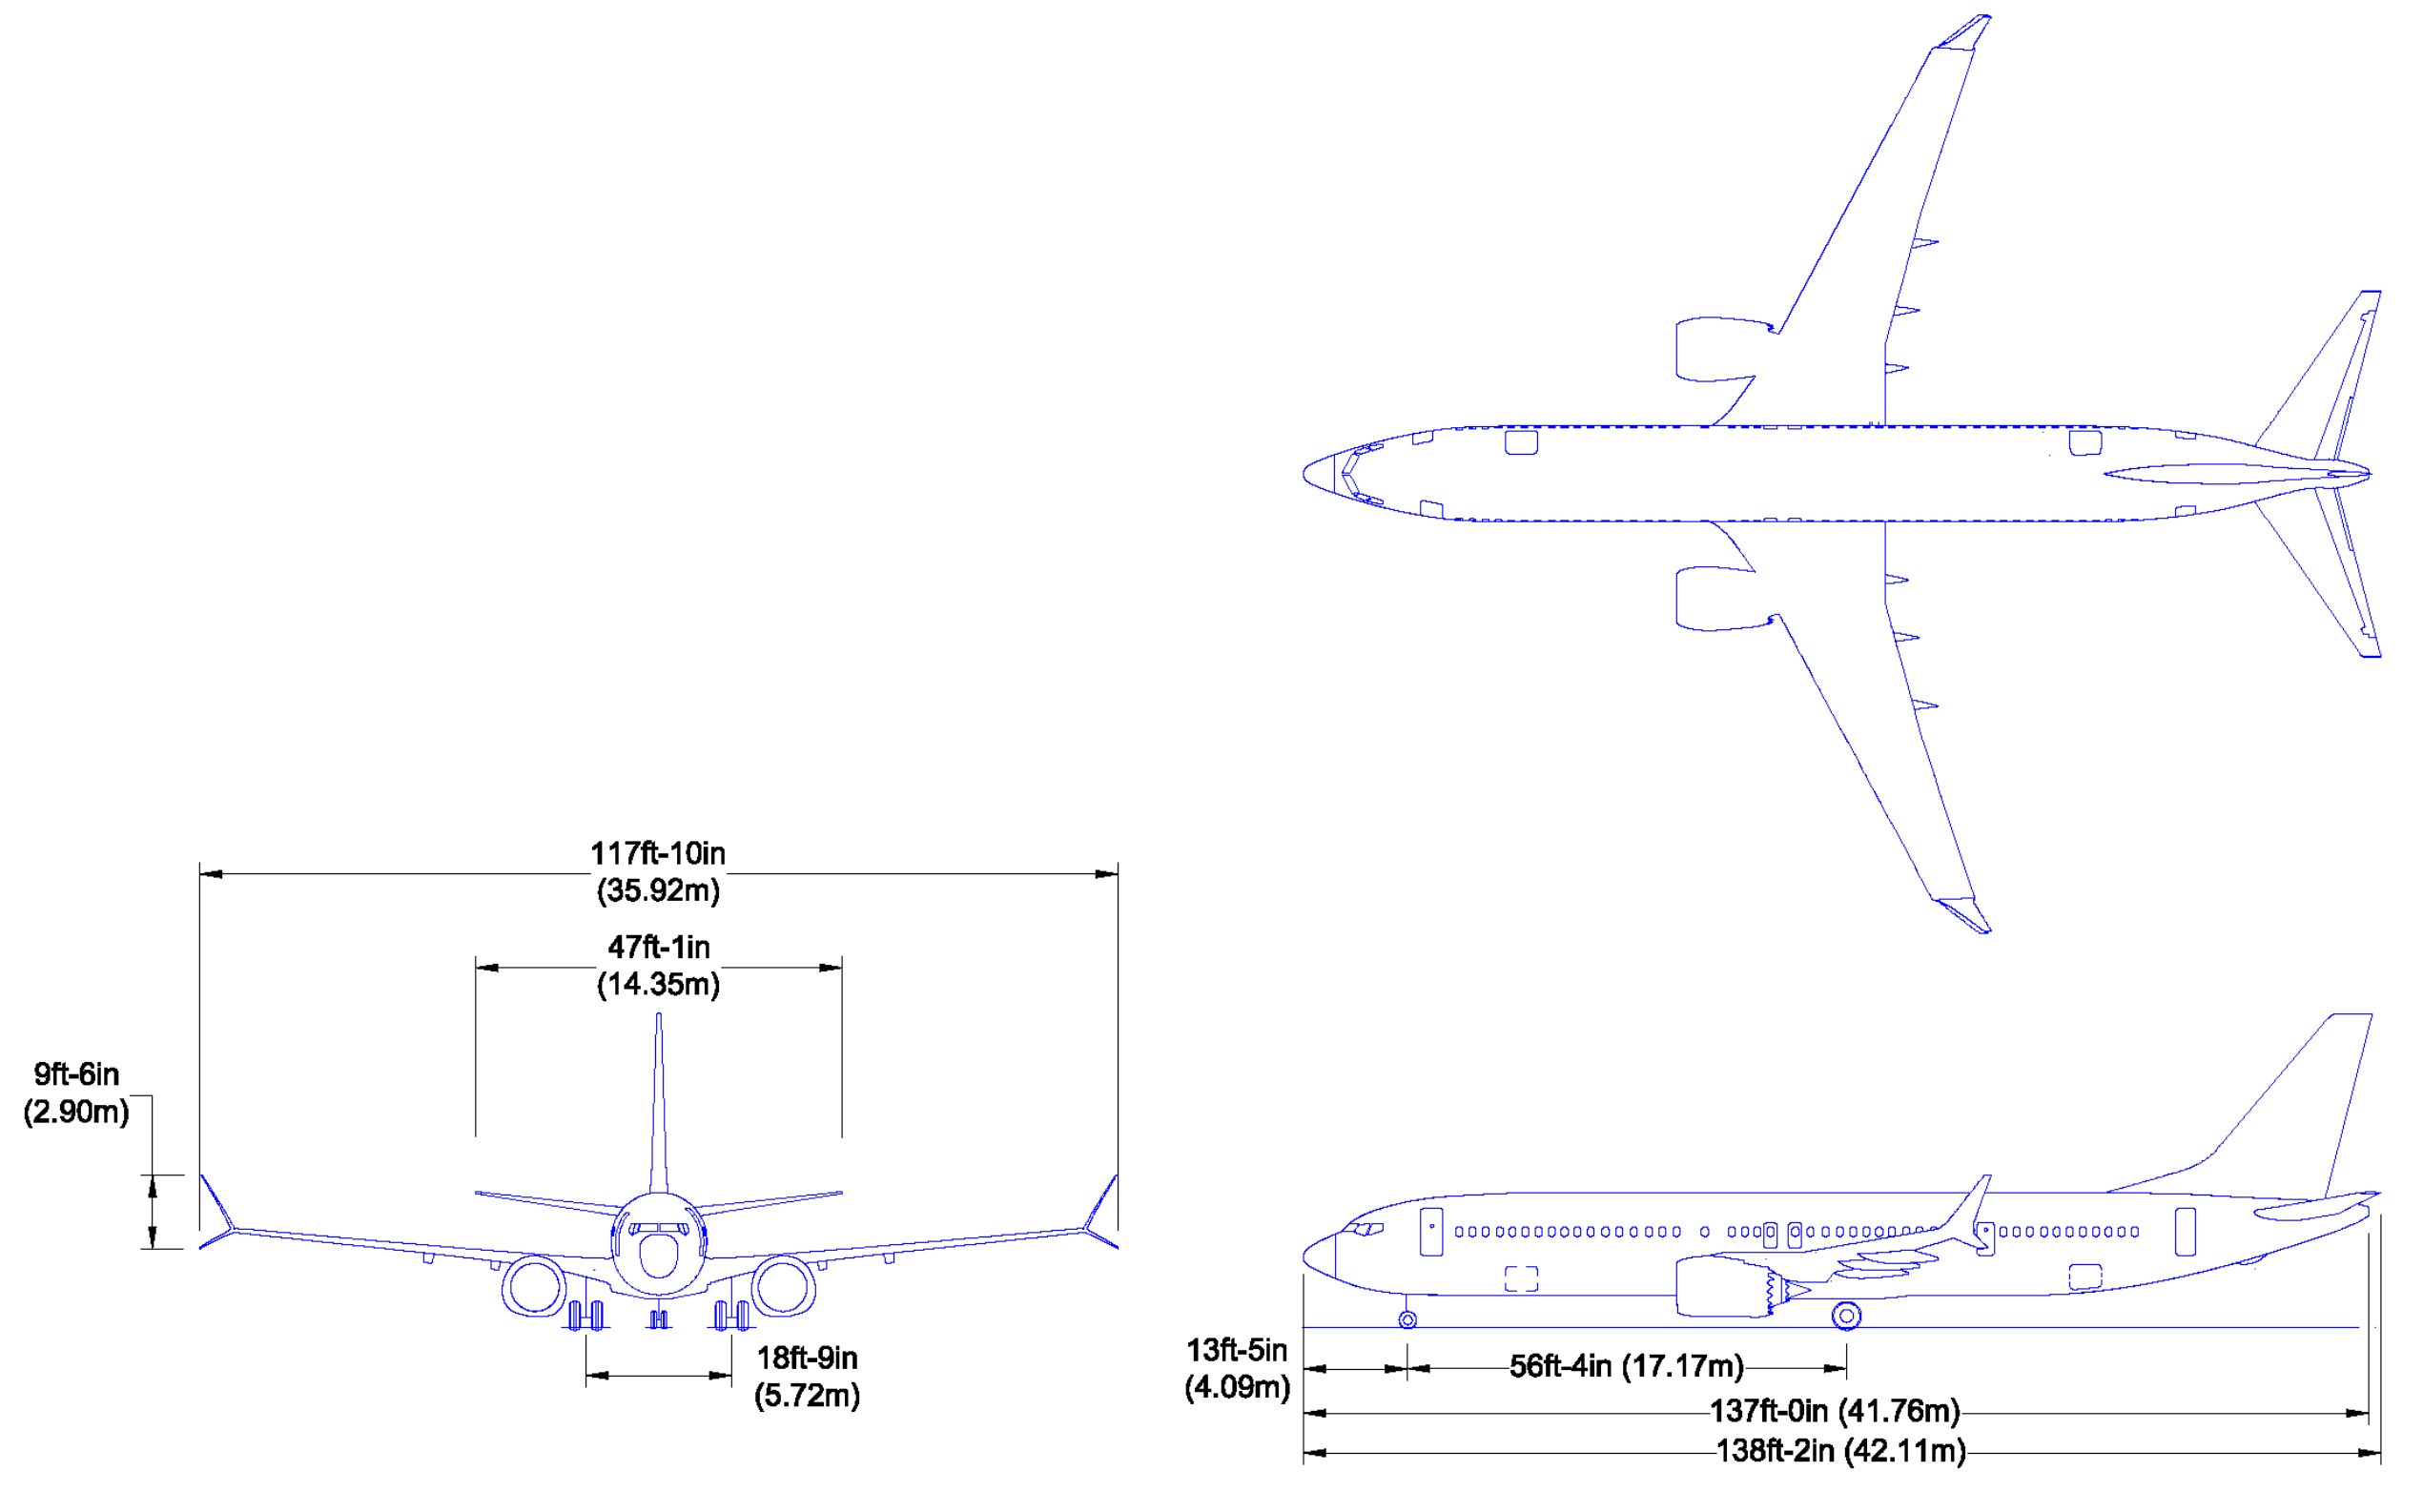 117ft-10in
(35.92m)
47ft-1in
(14.35m)
9ft-6in
(2.90m)
18ft-9in
(5.72m)
13ft-5in
(4.09m)
56ft-4in (17.17m)
137ft-0in (41.76m)
138ft-2in (42.11m)